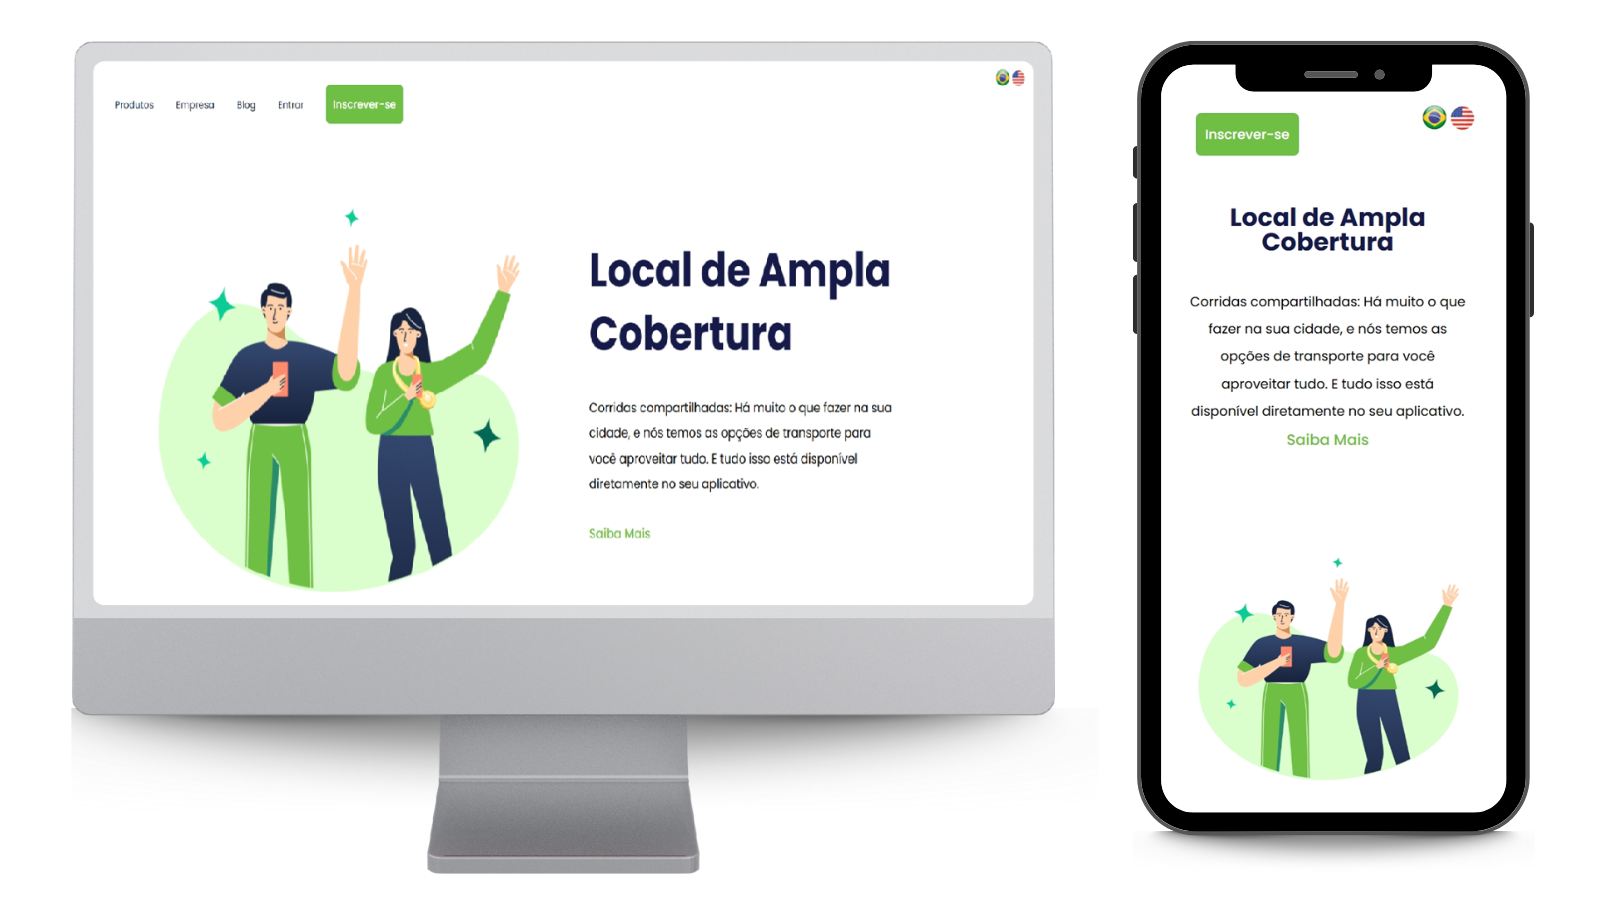 Produtos Empresa Blog Entrar Inscrever-se
Local de Ampla
Cobertura
Corridas compartilhadas: Há muito o que fazer na sua
cidade, e nós temos as opções de transporte para
você aproveitar tudo. E tudo isso está disponível
diretamente no seu aplicativo.
Saiba Mais
Inscrever-se
Local de Ampla
Cobertura
Corridas compartilhadas: Há muito o que
fazer na sua cidade, e nós temos as
opções de transporte para você
aproveitar tudo. E tudo isso está
disponível diretamente no seu aplicativo.
Saiba Mais